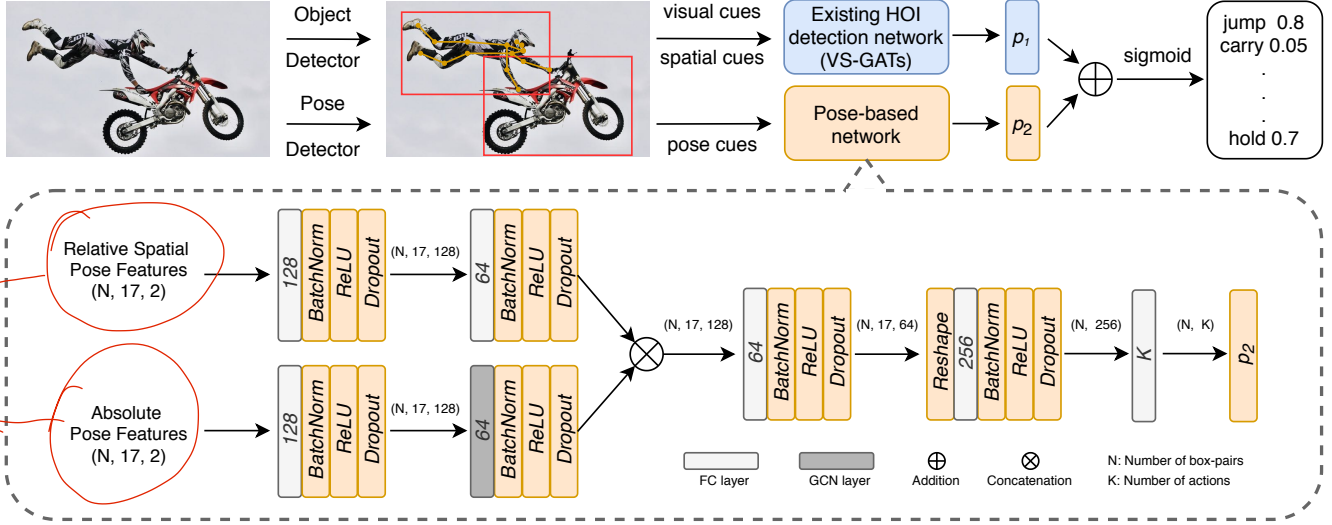 Object
Detector
Pose
Detector
visual cues
spatial cues
pose cues
Existing HOI
detection network
(VS-GATs)
Pose-based
network
p₁
p₂
sigmoid
jump 0.8
carry 0.05
.
.
.
hold 0.7
Relative Spatial
Pose Features
(N, 17, 2)
128
BatchNorm
ReLU
Dropout
(N, 17, 128)
64
BatchNorm
ReLU
Dropout
Absolute
Pose Features
(N, 17, 2)
128
BatchNorm
ReLU
Dropout
(N, 17, 128)
64
BatchNorm
ReLU
Dropout
(N, 17, 128)
64
BatchNorm
ReLU
Dropout
(N, 17, 64)
Reshape
256
BatchNorm
ReLU
Dropout
(N, 256)
K
(N, K)
p₂
FC layer
GCN layer
Addition
Concatenation
N: Number of box-pairs
K: Number of actions